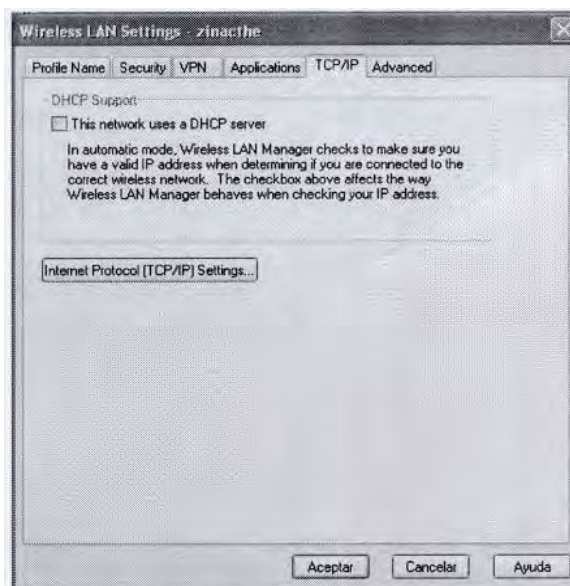 Wireless LAN Settings - zinacthe
Profile Name Security VPN Applications TCP/IP Advanced
DHCP Support
This network uses a DHCP server
In automatic mode, Wireless LAN Manager checks to make sure you
have a valid IP address when determining if you are connected to the
correct wireless network. The checkbox above affects the way
Wireless LAN Manager behaves when checking your IP address.
Internet Protocol (TCP/IP) Settings...
Aceptar Cancelar Ayuda